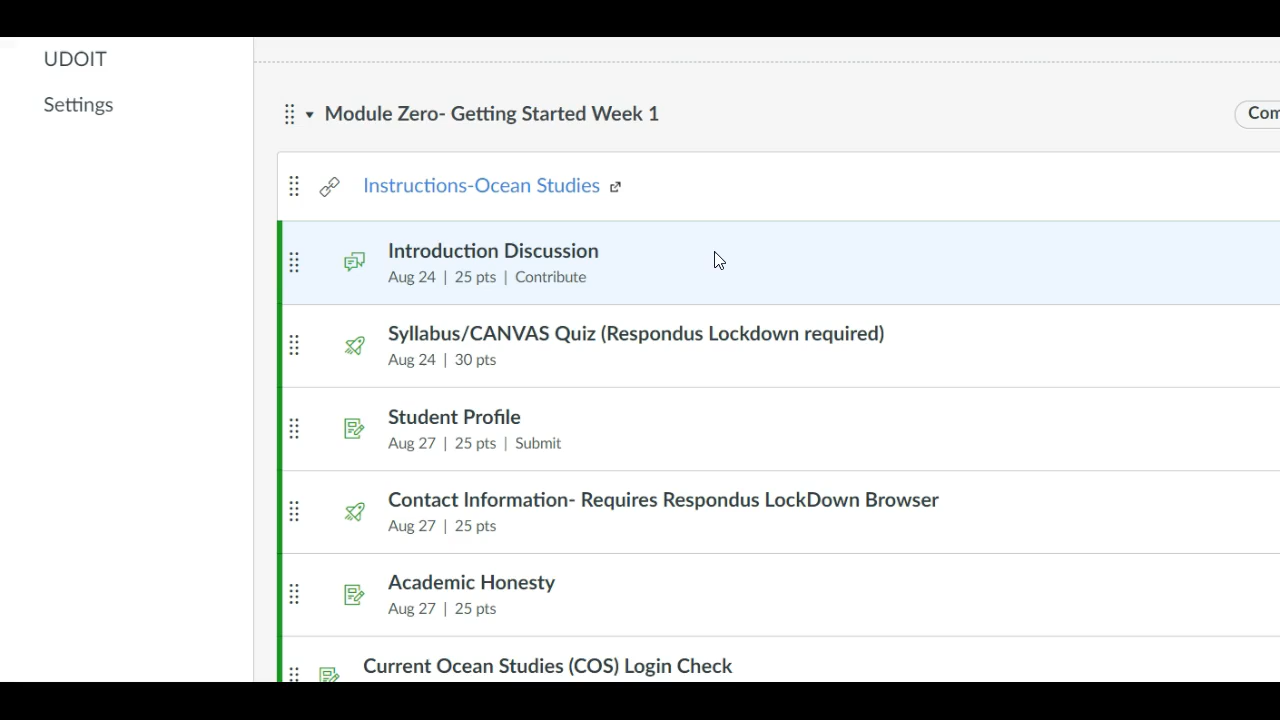 UDOIT
Settings
Module Zero- Getting Started Week 1
Com
Instructions-Ocean Studies
Introduction Discussion
Aug 24 | 25 pts | Contribute
Syllabus/CANVAS Quiz (Respondus Lockdown required)
Aug 24 | 30 pts
Student Profile
Aug 27 | 25 pts | Submit
Contact Information- Requires Respondus LockDown Browser
Aug 27 | 25 pts
Academic Honesty
Aug 27 | 25 pts
Current Ocean Studies (COS) Login Check